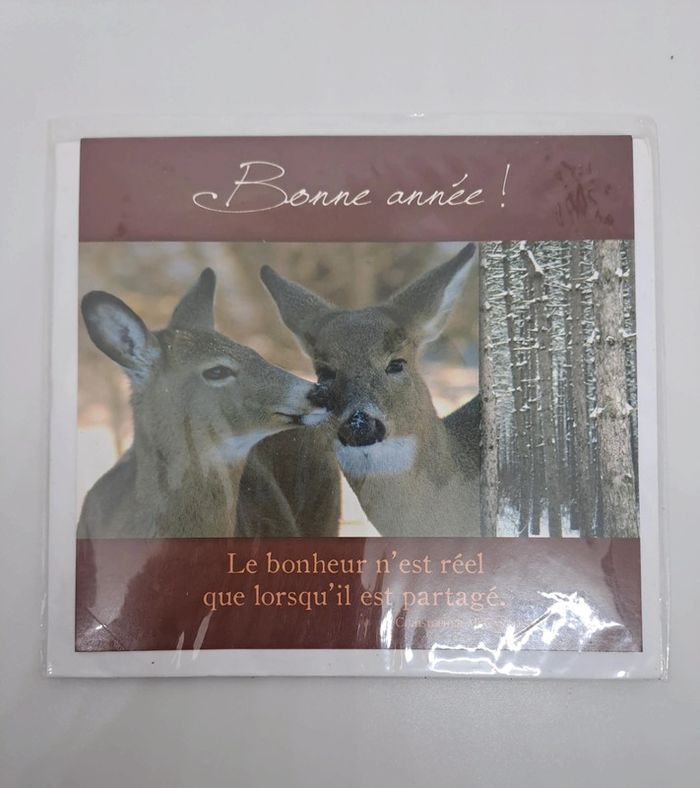 Bonne année !
Le bonheur n'est réel
que lorsqu'il est partagé.